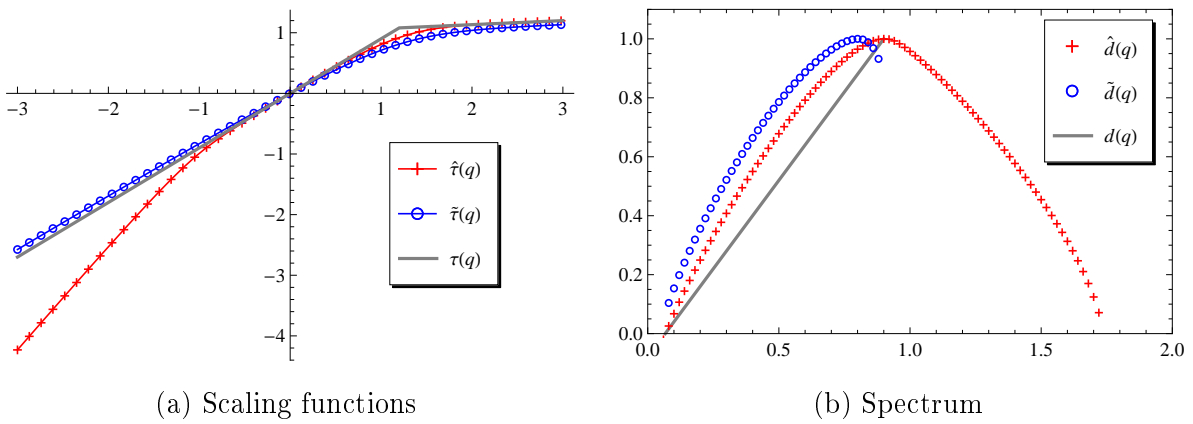 −3 −2 −1 1 2 3
1
−1
−2
−3
−4
τ̂(q)
τ̃(q)
τ(q)
(a) Scaling functions
1.0
0.8
0.6
0.4
0.2
0.0
0.0 0.5 1.0 1.5 2.0
d̂(q)
d̃(q)
d(q)
(b) Spectrum